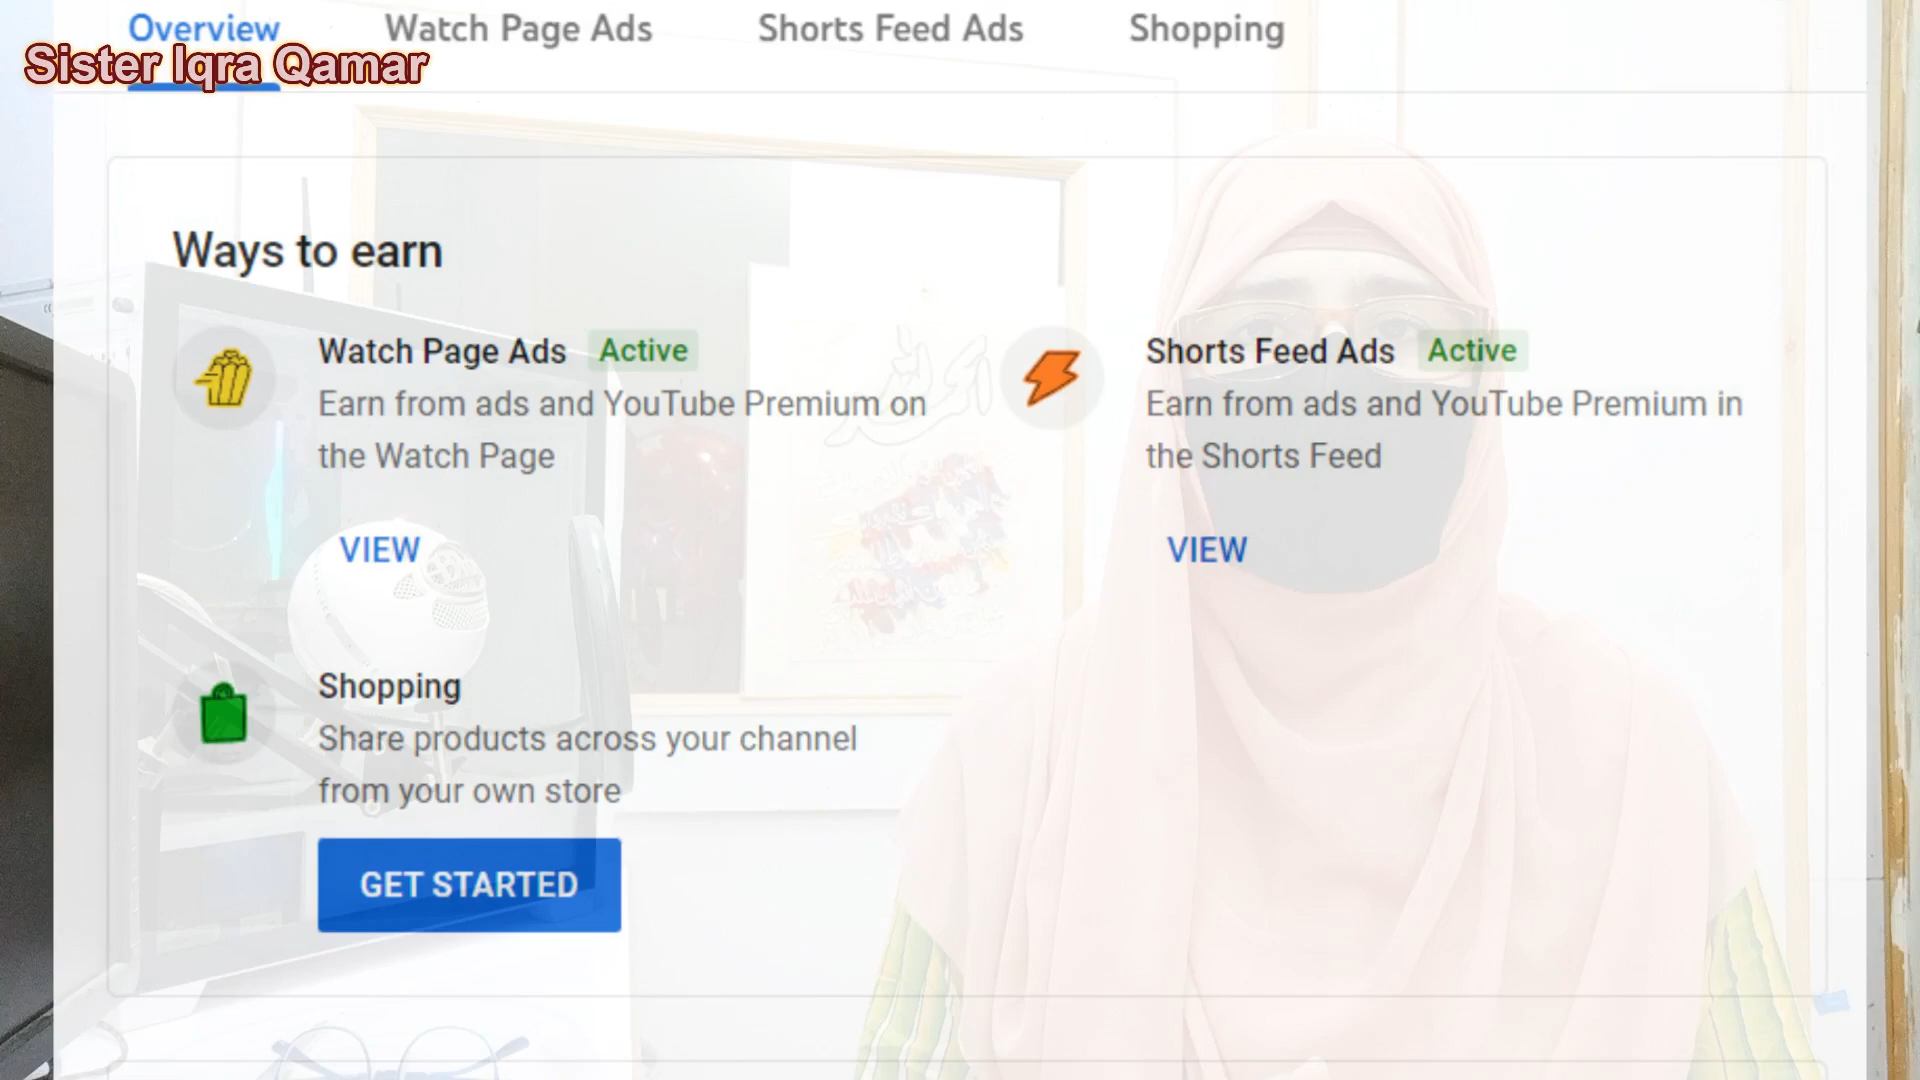 Overview Watch Page Ads Shorts Feed Ads Shopping
Sister Iqra Qamar
Ways to earn
Watch Page Ads Active
Earn from ads and YouTube Premium on
the Watch Page
VIEW
Shorts Feed Ads Active
Earn from ads and YouTube Premium in
the Shorts Feed
VIEW
Shopping
Share products across your channel
from your own store
GET STARTED